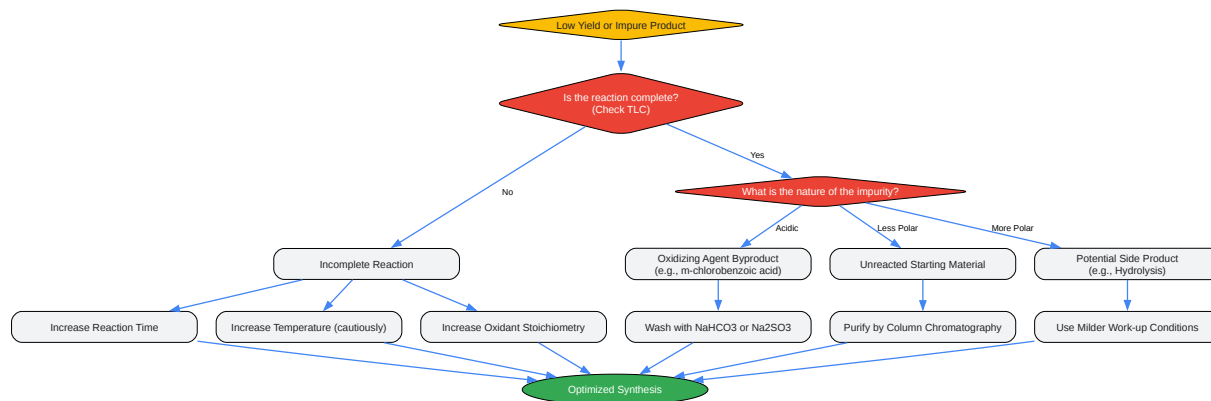 Low Yield or Impure Product
Is the reaction complete?
(Check TLC)
Yes
No
What is the nature of the impurity?
Acidic
Less Polar
More Polar
Incomplete Reaction
Oxidizing Agent Byproduct
(e.g., m-chlorobenzoic acid)
Unreacted Starting Material
Potential Side Product
(e.g., Hydrolysis)
Increase Reaction Time
Increase Temperature (cautiously)
Increase Oxidant Stoichiometry
Wash with NaHCO3 or Na2SO3
Purify by Column Chromatography
Use Milder Work-up Conditions
Optimized Synthesis